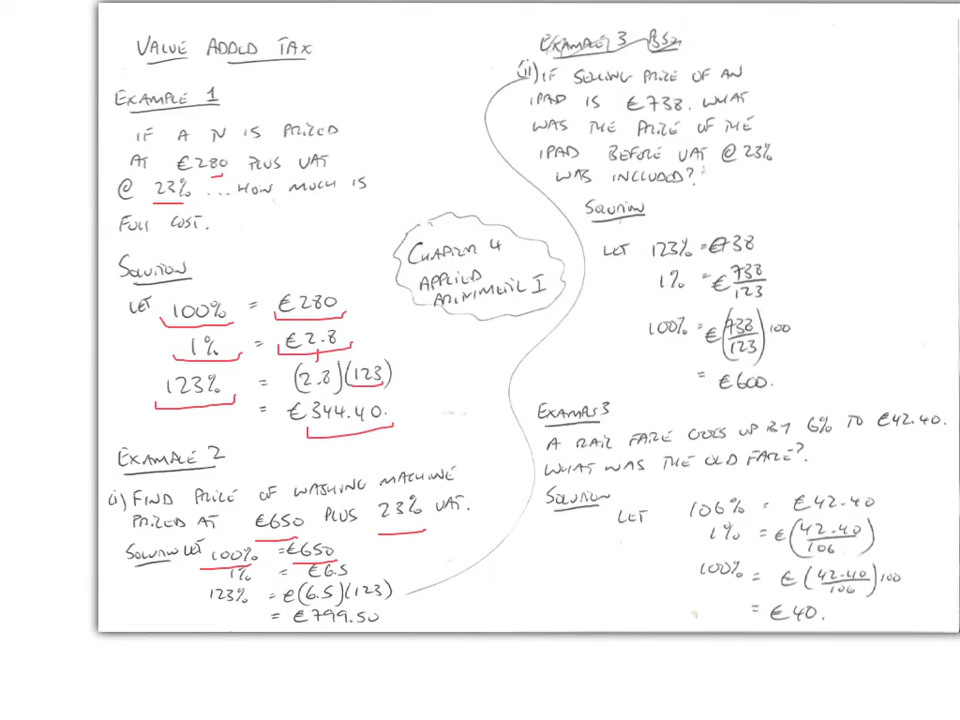 VALUE ADDED TAX
EXAMPLE 1
IF A TV IS PRIZED
AT €280 PLUS VAT
@ 23% ... HOW MUCH IS
FULL COST.
SOLUTION
LET 100% = €280
1% = €2.8
123% = (2.8)(123)
= €344.40.
EXAMPLE 2
(i) FIND PRICE OF WASHING MACHINE
PRIZED AT €650 PLUS 23% VAT.
SOLUTION LET 100% = €650
1% = €6.5
123% = €(6.5)(123)
= €799.50
CHAPTER 4
APPLIED
ARITHMETIC I
EXAMPLE 3
(ii) IF SELLING PRIZE OF AN
IPAD IS €738. WHAT
WAS THE PRIZE OF THE
IPAD BEFORE VAT @ 23%
WAS INCLUDED?
SOLUTION
LET 123% = €738
1% = €738/123
100% = €(738/123)100
= €600.
EXAMPLE 3
A RAIL FARE GOES UP BY 6% TO €42.40.
WHAT WAS THE OLD FARE?
SOLUTION
LET 106% = €42.40
1% = €(42.40/106)
100% = €(42.40/106)100
= €40.